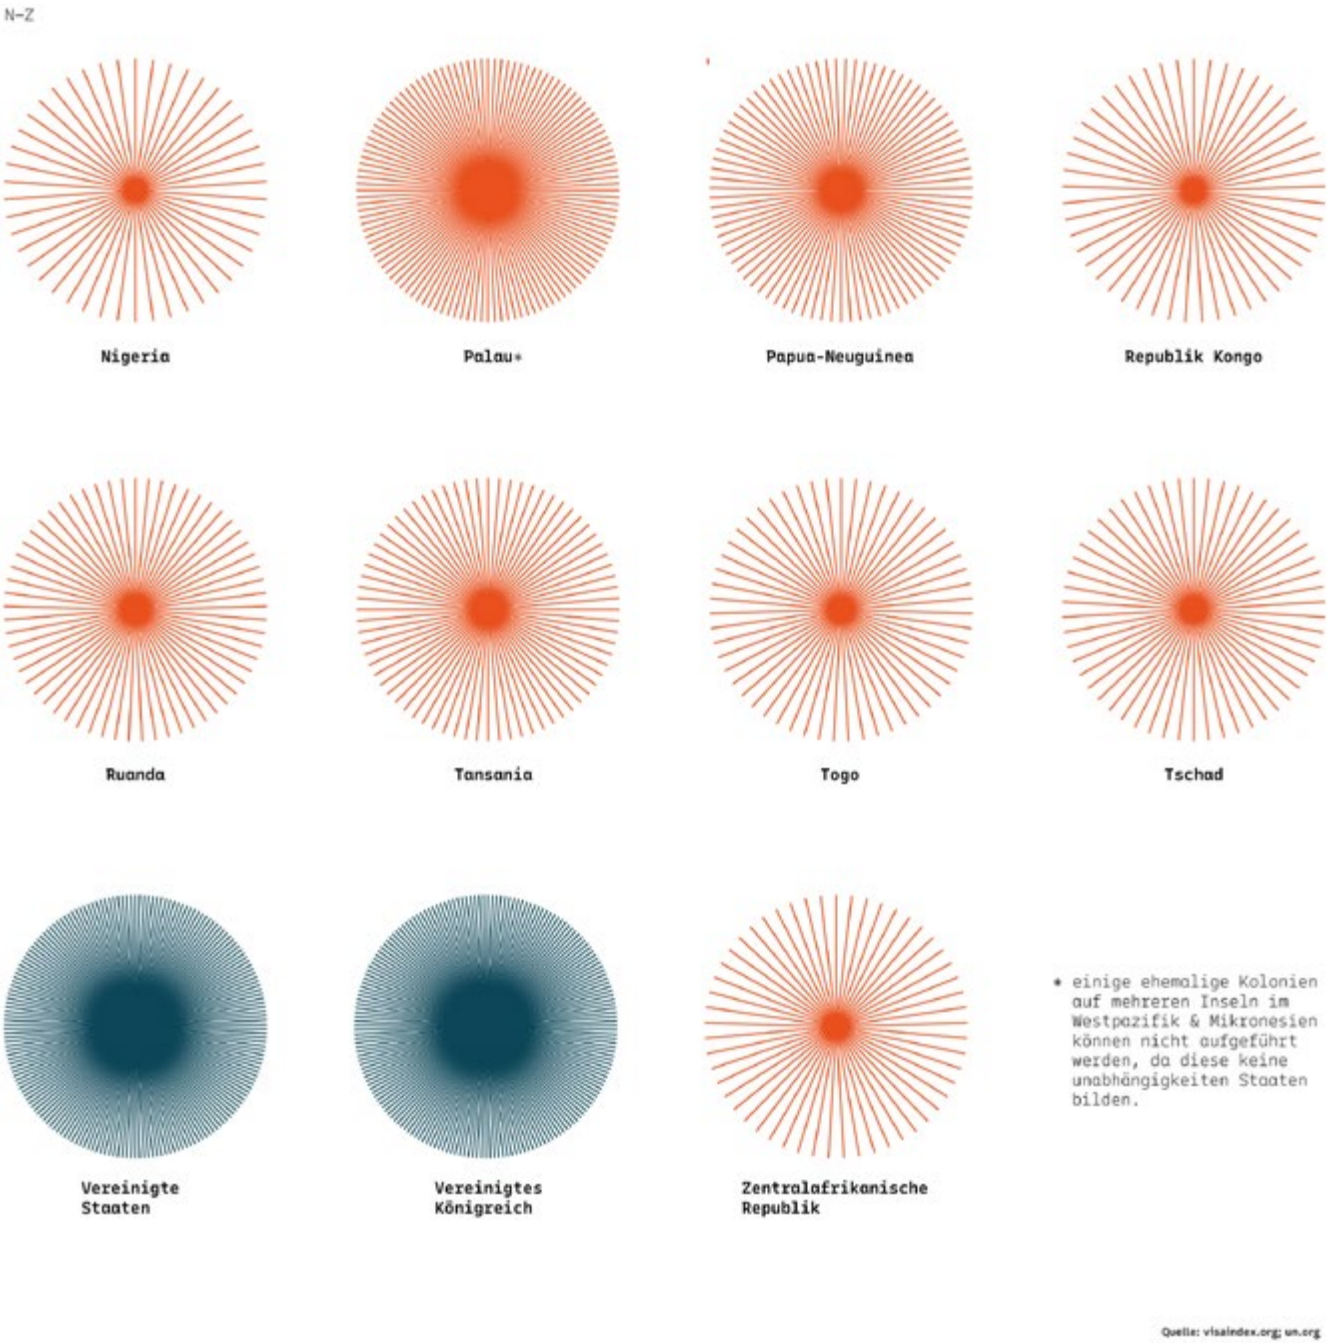 N–Z
Nigeria
Palau*
Papua-Neuguinea
Republik Kongo
Ruanda
Tansania
Togo
Tschad
Vereinigte
Staaten
Vereinigtes
Königreich
Zentralafrikanische
Republik
* einige ehemalige Kolonien
auf mehreren Inseln im
Westpazifik & Mikronesien
können nicht aufgeführt
werden, da diese keine
unabhängigkeiten Staaten
bilden.
Quelle: visaindex.org; un.org